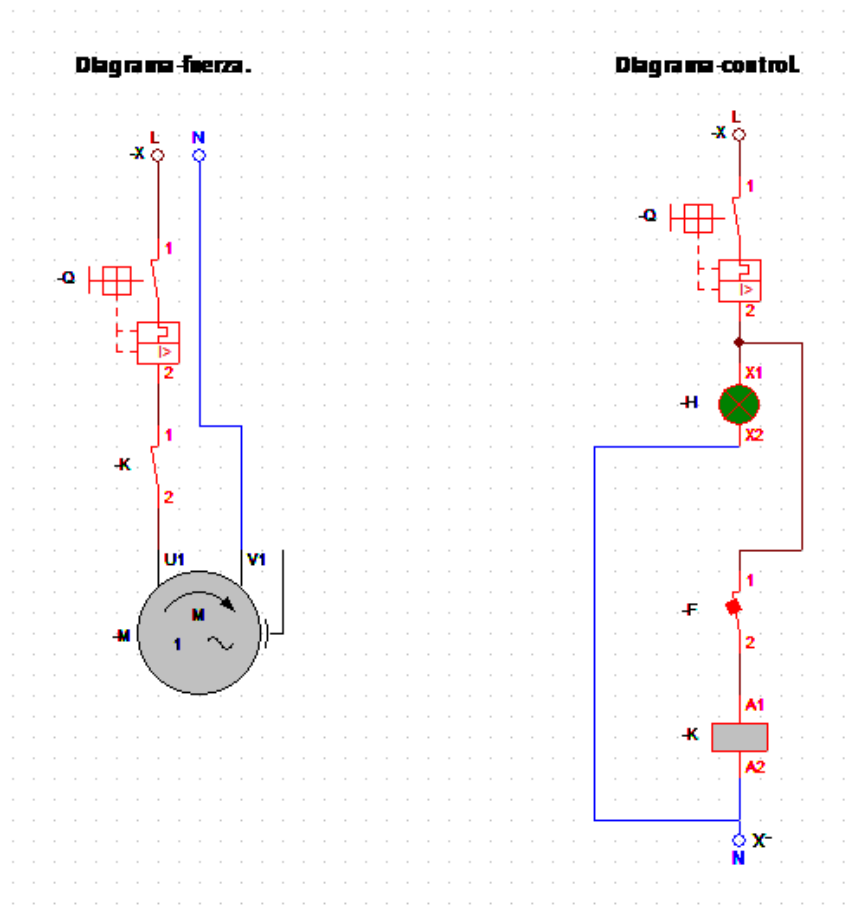 Diagrama-fuerza.
L N
-X
1
-Q
I>
2
1
-K
2
U1 V1
M
-M
1
Diagrama-control.
L
-X
1
-Q
I>
2
X1
-H
X2
1
-F
2
A1
-K
A2
X-
N